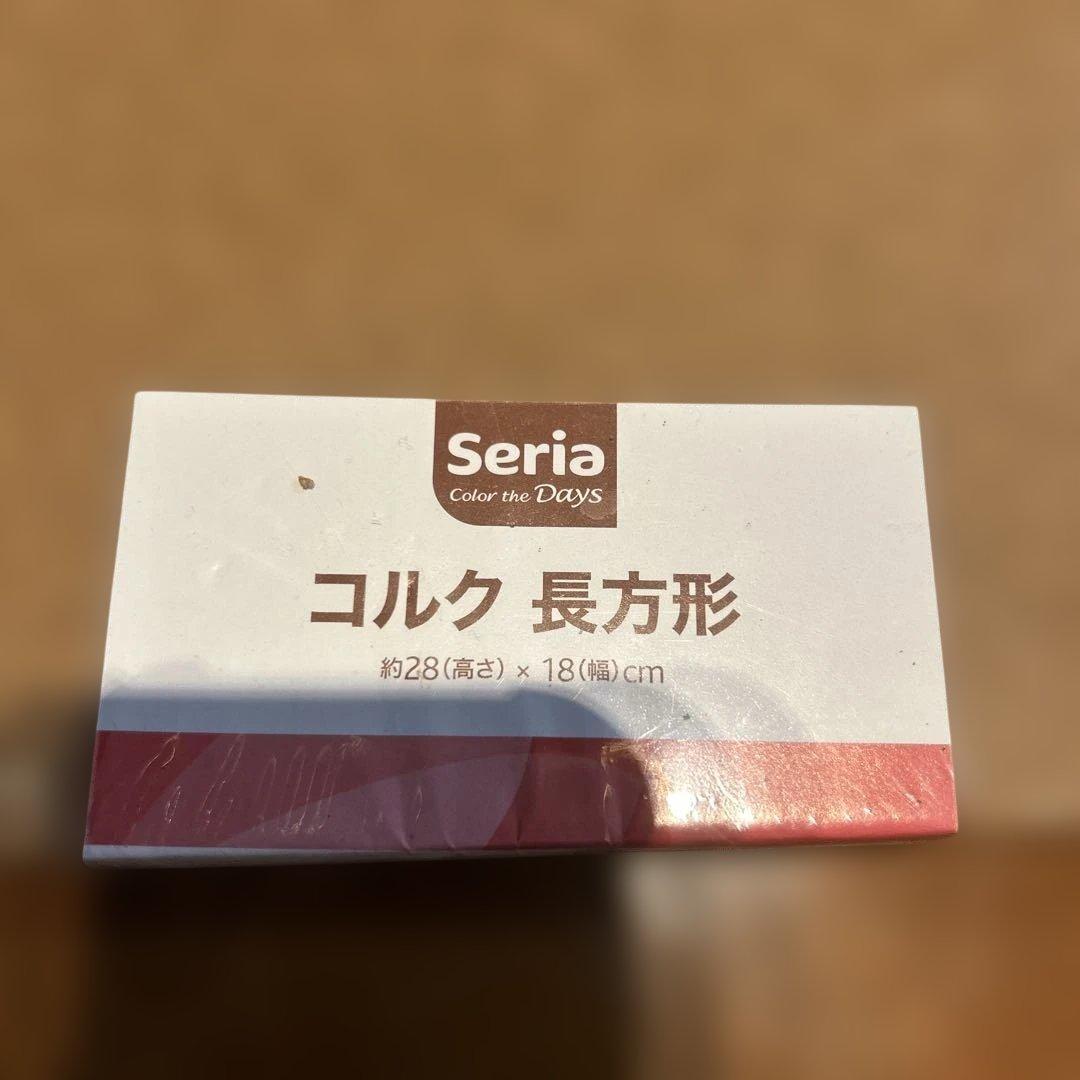 Seria
Color the Days
コルク 長方形
約28(高さ) × 18(幅)cm